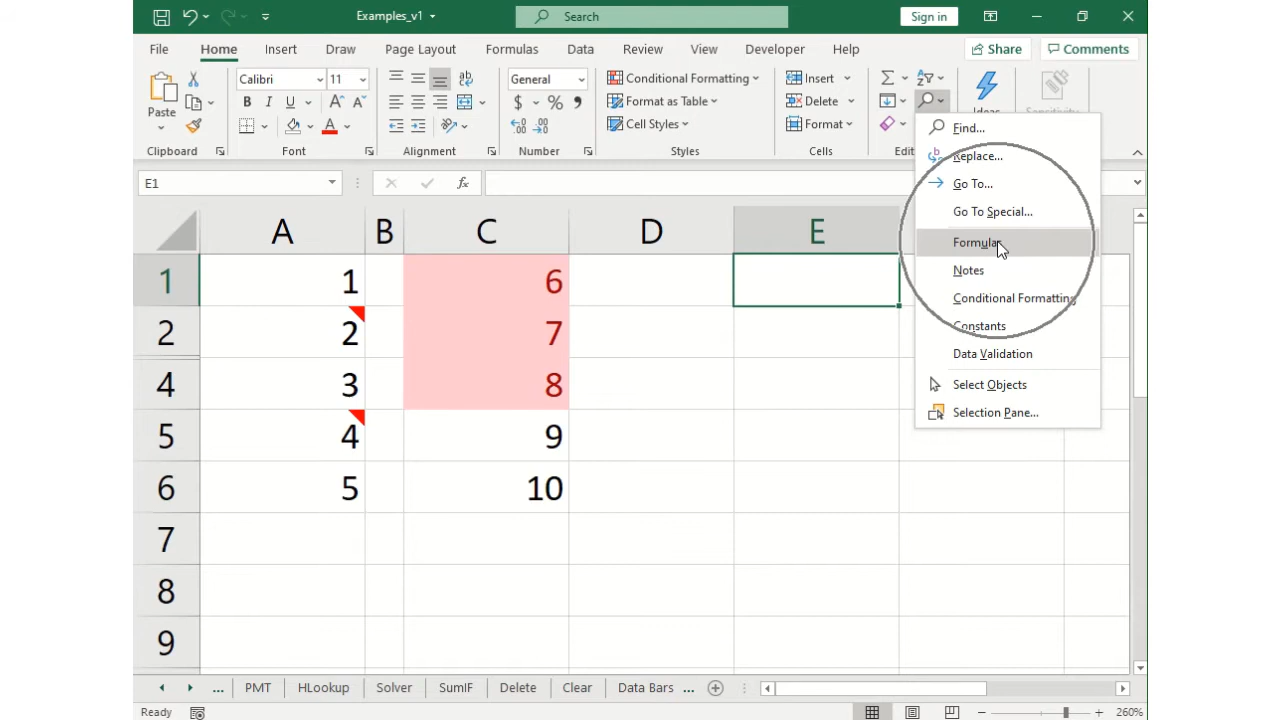 Examples_v1
Search
Sign in
File Home Insert Draw Page Layout Formulas Data Review View Developer Help Share Comments
Paste
Calibri 11
B I U A A
A
ab
General
$ % ,
Conditional Formatting
Format as Table
Cell Styles
Insert
Delete
Format
Σ
Ideas
Clipboard Font Alignment Number Styles Cells
Find...
Replace...
Go To...
Go To Special...
Formulas
Notes
Conditional Formatting
Constants
Data Validation
Select Objects
Selection Pane...
E1 fx
A B C D E
1 1 6
2 2 7
4 3 8
5 4 9
6 5 10
7
8
9
... PMT HLookup Solver SumIF Delete Clear Data Bars ...
Ready 260%